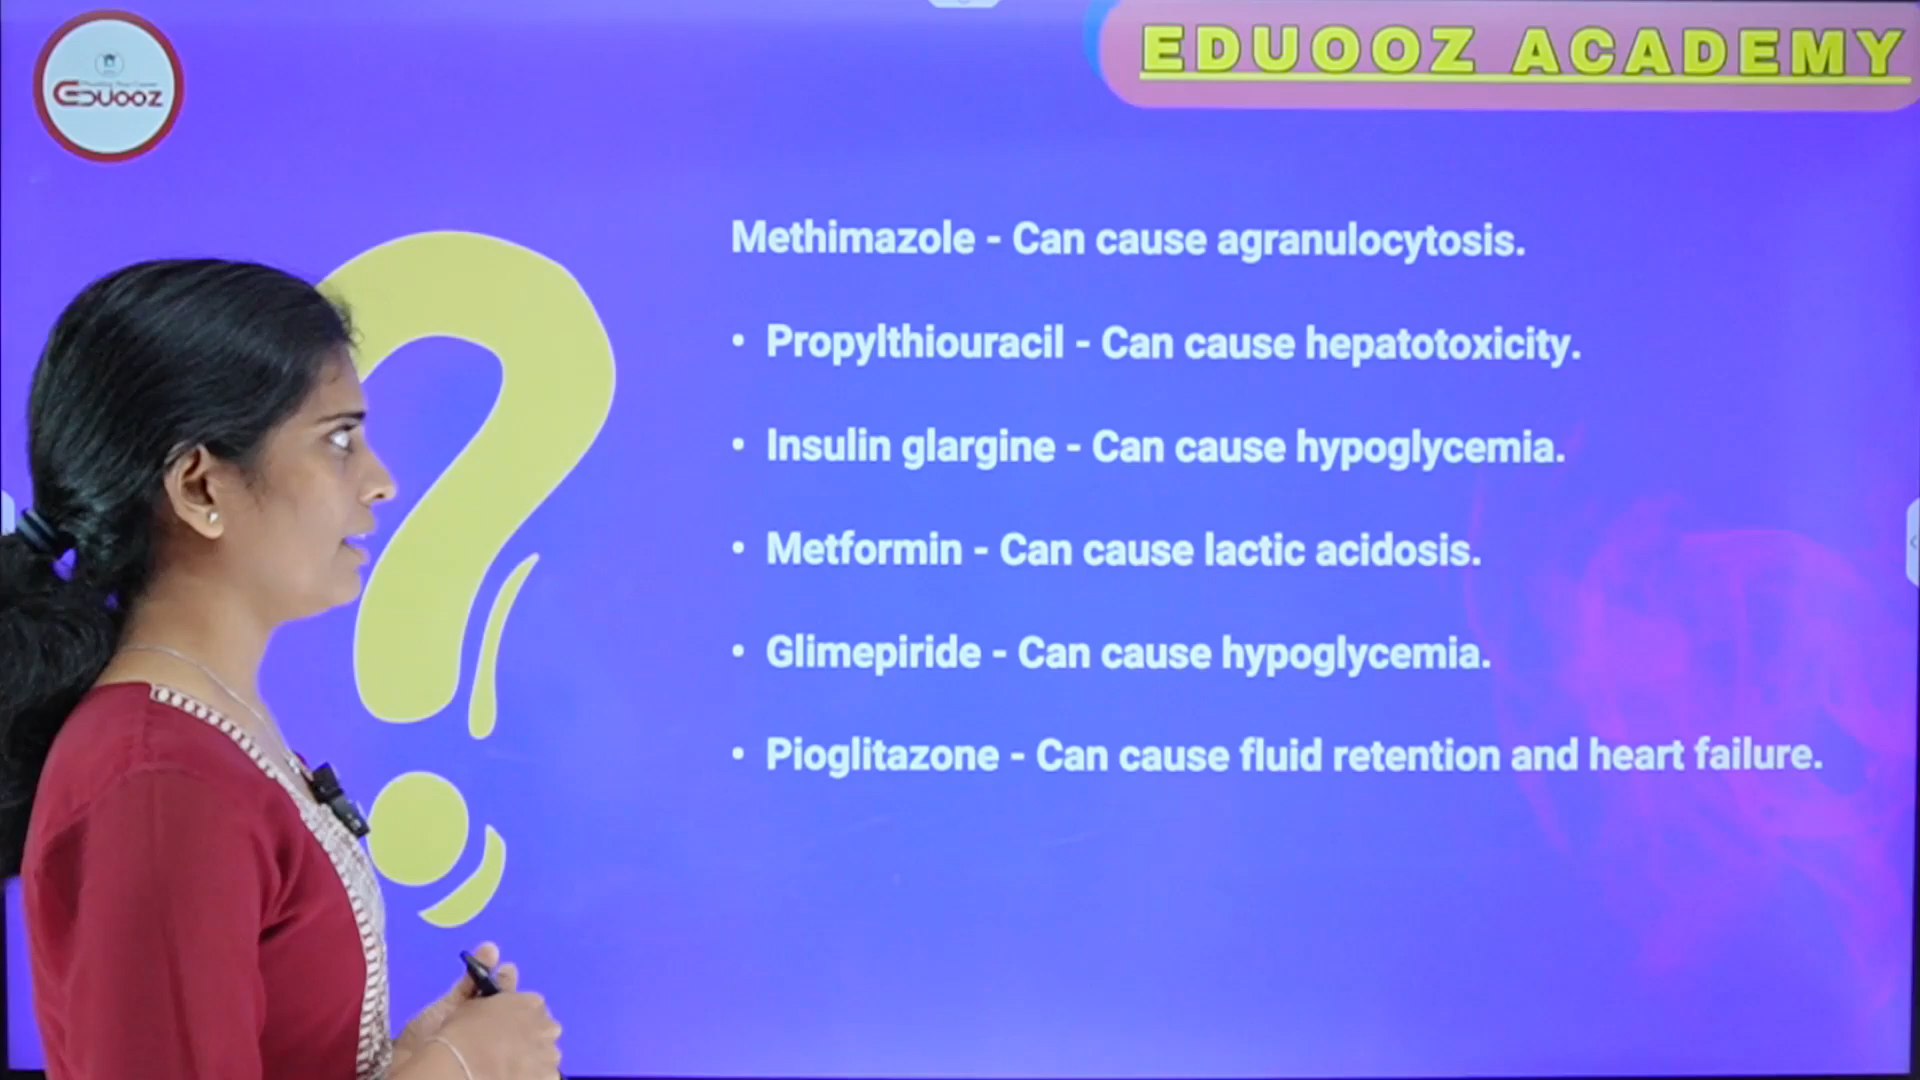 EDUOOZ
EDUOOZ ACADEMY
Methimazole - Can cause agranulocytosis.
• Propylthiouracil - Can cause hepatotoxicity.
• Insulin glargine - Can cause hypoglycemia.
• Metformin - Can cause lactic acidosis.
• Glimepiride - Can cause hypoglycemia.
• Pioglitazone - Can cause fluid retention and heart failure.